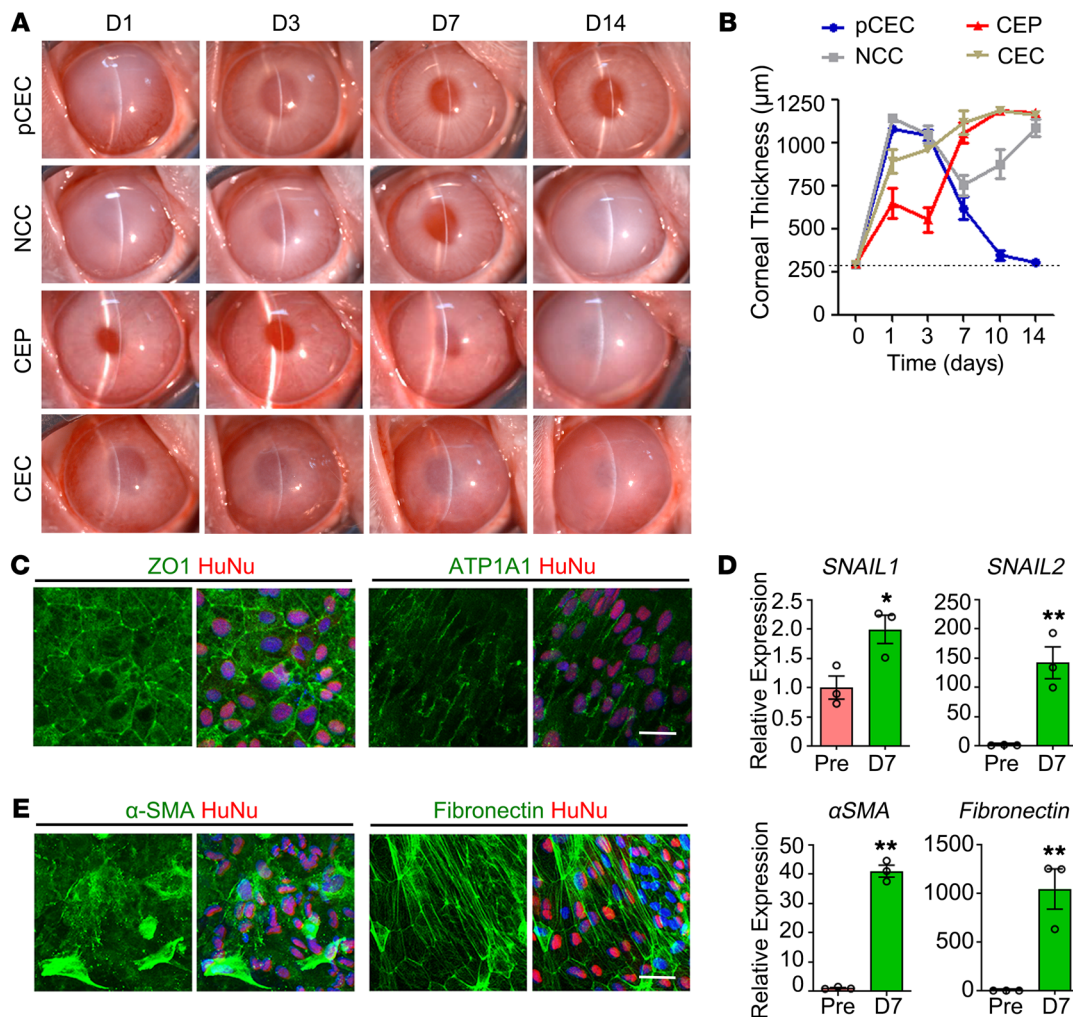 A
D1 D3 D7 D14
pCEC
NCC
CEP
CEC
B
pCEC CEP
NCC CEC
Corneal Thickness (µm)
1250
1000
750
500
250
0
0 1 3 7 10 14
Time (days)
C
ZO1 HuNu ATP1A1 HuNu
D
SNAIL1 SNAIL2
Relative Expression
2.5
2.0
1.5
1.0
0.5
0
*
Pre D7
250
200
150
100
50
0
**
Pre D7
E
α-SMA HuNu Fibronectin HuNu
αSMA Fibronectin
Relative Expression
50
40
30
20
10
0
**
Pre D7
1500
1000
500
0
**
Pre D7